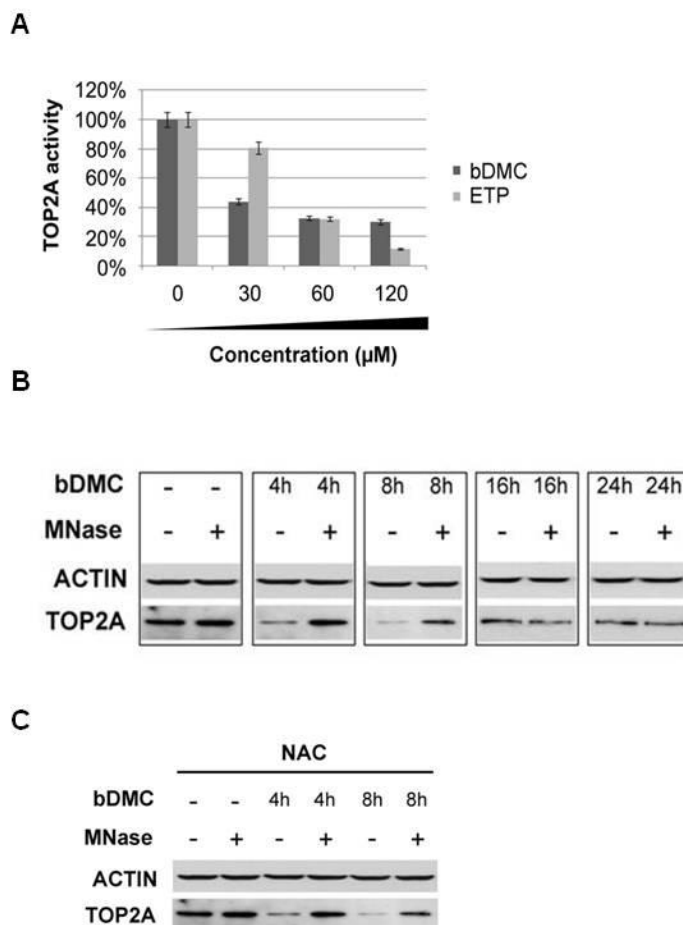 A
120%
100%
80%
60%
40%
20%
0%
TOP2A activity
bDMC
ETP
0 30 60 120
Concentration (µM)
B
bDMC - - 4h 4h 8h 8h 16h 16h 24h 24h
MNase - + - + - + - + - +
ACTIN
TOP2A
C
NAC
bDMC - - 4h 4h 8h 8h
MNase - + - + - +
ACTIN
TOP2A